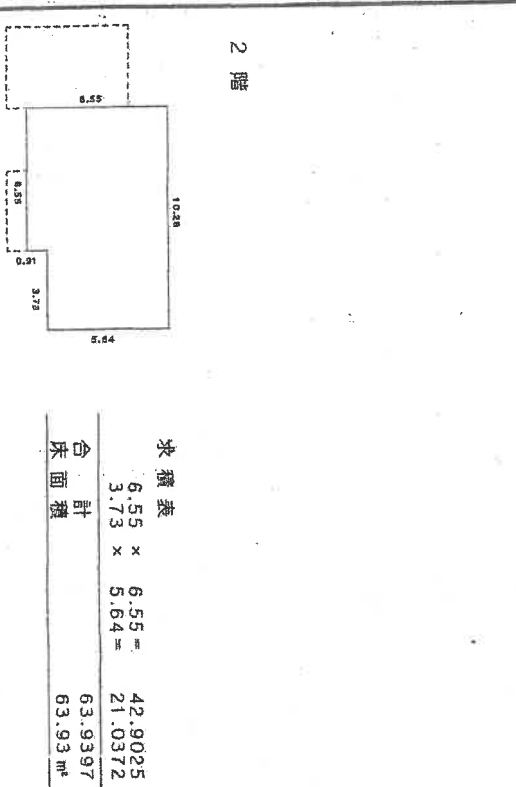 2 階
6.55
10.28
6.55
0.91
3.73
5.64
求 積 表
6.55 × 6.55 = 42.9025
3.73 × 5.64 = 21.0372
合 計 63.9397
床 面 積 63.93 ㎡